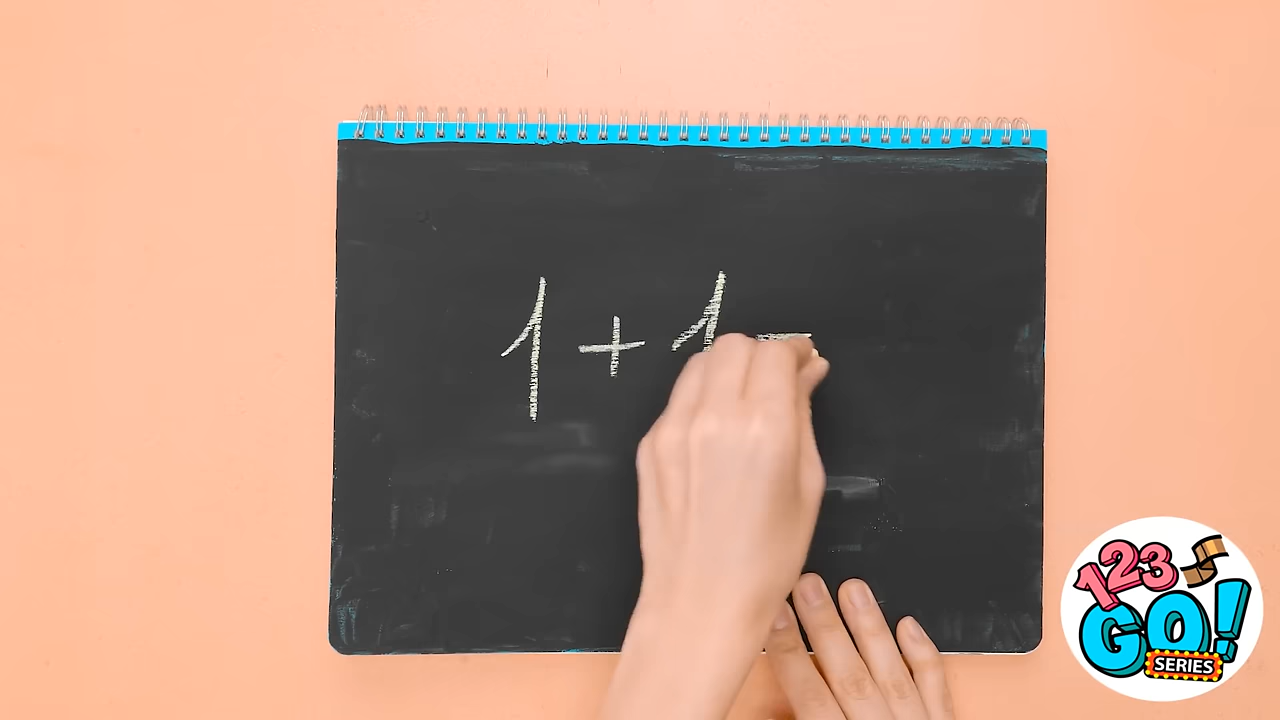 1 + 1 =
123
GO!
SERIES